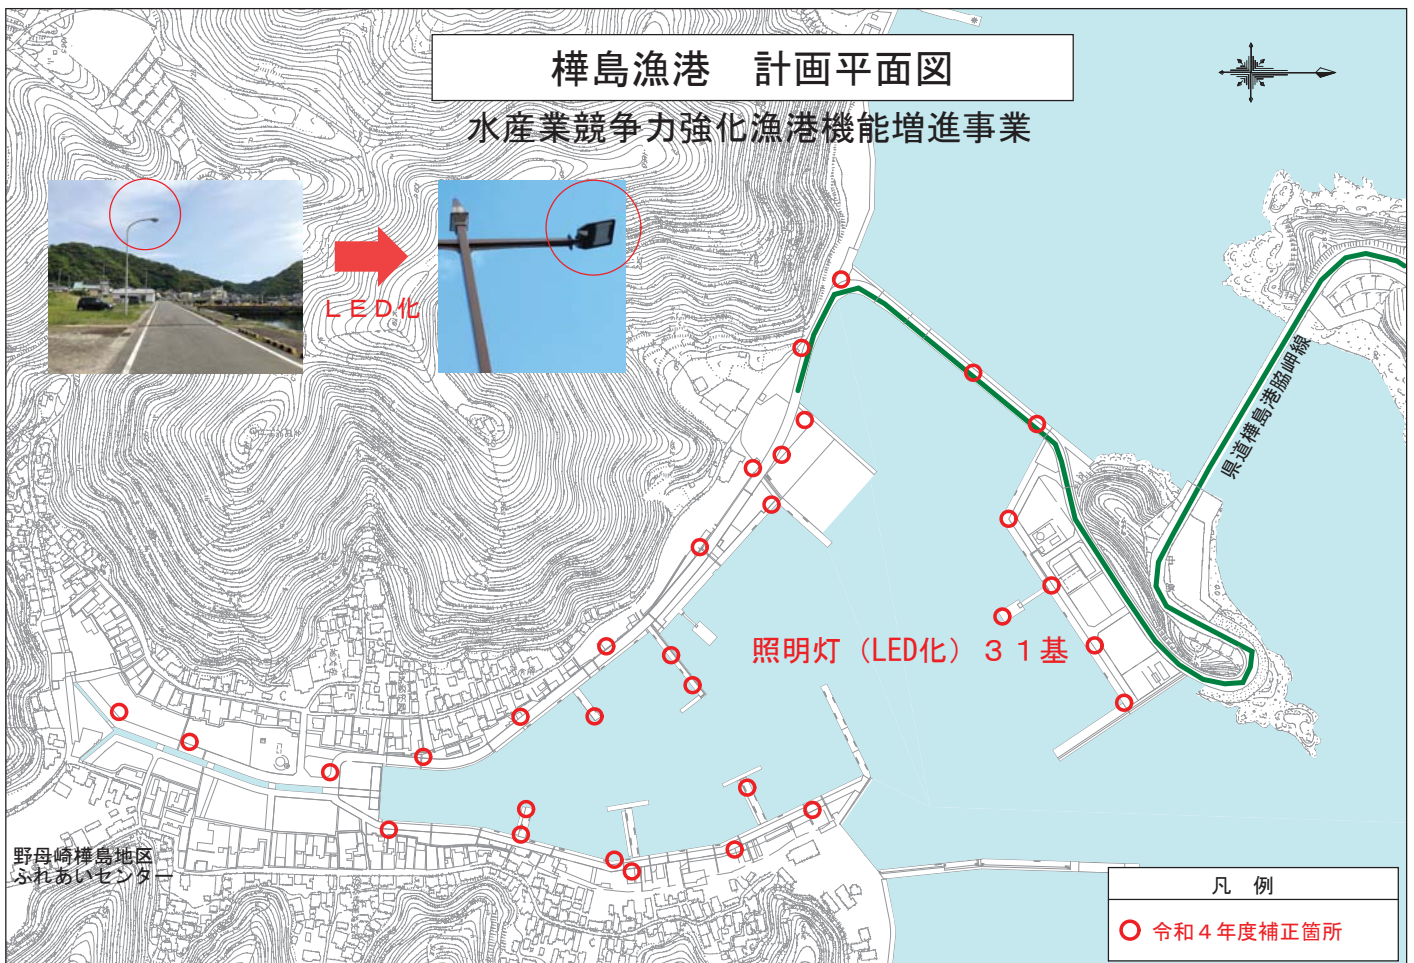 樺島漁港　計画平面図
水産業競争力強化漁港機能増進事業
ＬＥＤ化
県道樺島港脇岬線
照明灯（LED化）３１基
野母崎樺島地区
ふれあいセンター
凡　例
令和４年度補正箇所